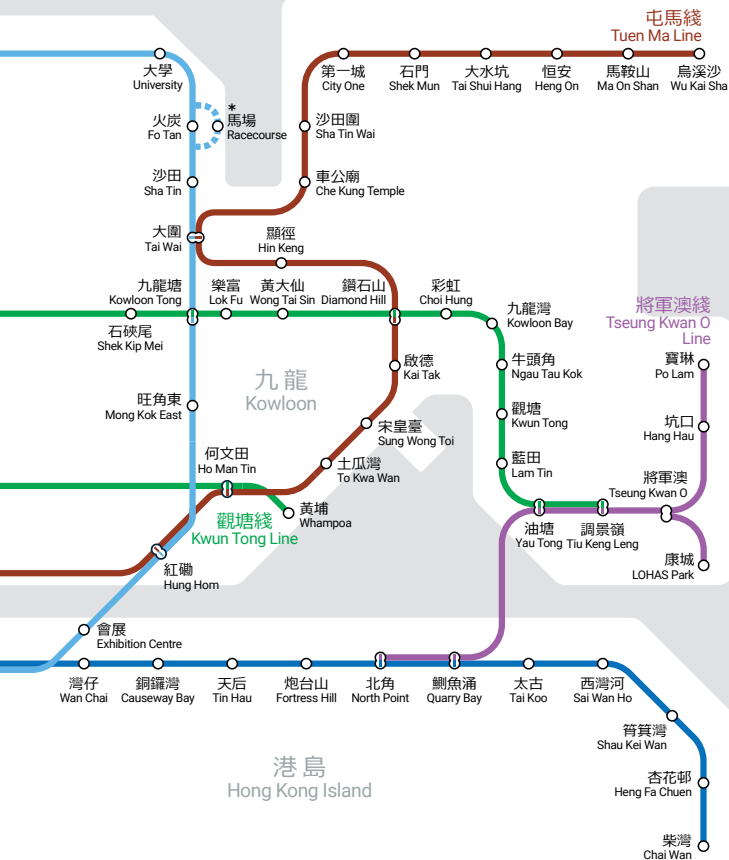 屯馬綫
Tuen Ma Line
大學
University
第一城
City One
石門
Shek Mun
大水坑
Tai Shui Hang
恒安
Heng On
馬鞍山
Ma On Shan
烏溪沙
Wu Kai Sha
火炭
Fo Tan
*
馬場
Racecourse
沙田圍
Sha Tin Wai
沙田
Sha Tin
車公廟
Che Kung Temple
大圍
Tai Wai
顯徑
Hin Keng
九龍塘
Kowloon Tong
樂富
Lok Fu
黃大仙
Wong Tai Sin
鑽石山
Diamond Hill
彩虹
Choi Hung
九龍灣
Kowloon Bay
將軍澳綫
Tseung Kwan O
Line
石硤尾
Shek Kip Mei
寶琳
Po Lam
牛頭角
Ngau Tau Kok
啟德
Kai Tak
九龍
Kowloon
旺角東
Mong Kok East
觀塘
Kwun Tong
坑口
Hang Hau
宋皇臺
Sung Wong Toi
何文田
Ho Man Tin
土瓜灣
To Kwa Wan
藍田
Lam Tin
將軍澳
Tseung Kwan O
黃埔
Whampoa
觀塘綫
Kwun Tong Line
油塘
Yau Tong
調景嶺
Tiu Keng Leng
康城
LOHAS Park
紅磡
Hung Hom
會展
Exhibition Centre
灣仔
Wan Chai
銅鑼灣
Causeway Bay
天后
Tin Hau
炮台山
Fortress Hill
北角
North Point
鰂魚涌
Quarry Bay
太古
Tai Koo
西灣河
Sai Wan Ho
筲箕灣
Shau Kei Wan
港島
Hong Kong Island
杏花邨
Heng Fa Chuen
柴灣
Chai Wan